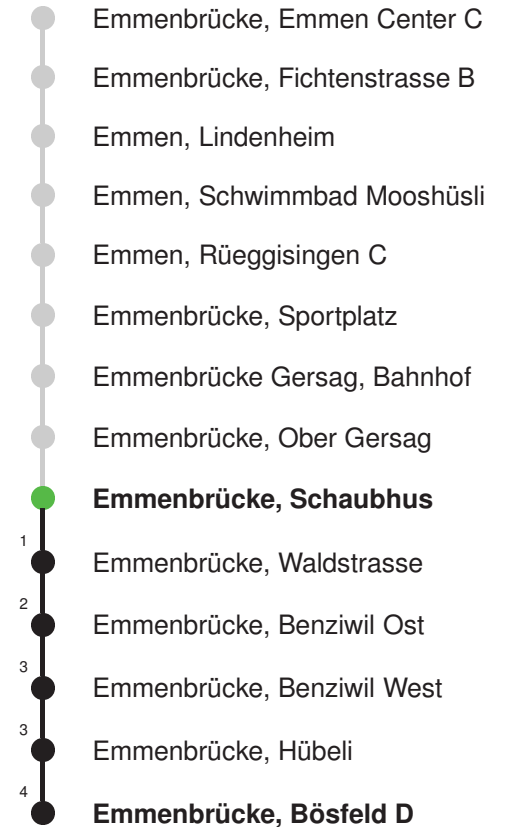 Emmenbrücke, Emmen Center C
Emmenbrücke, Fichtenstrasse B
Emmen, Lindenheim
Emmen, Schwimmbad Mooshüsli
Emmen, Rüeggisingen C
Emmenbrücke, Sportplatz
Emmenbrücke Gersag, Bahnhof
Emmenbrücke, Ober Gersag
Emmenbrücke, Schaubhus
1 Emmenbrücke, Waldstrasse
2 Emmenbrücke, Benziwil Ost
3 Emmenbrücke, Benziwil West
3 Emmenbrücke, Hübeli
4 Emmenbrücke, Bösfeld D